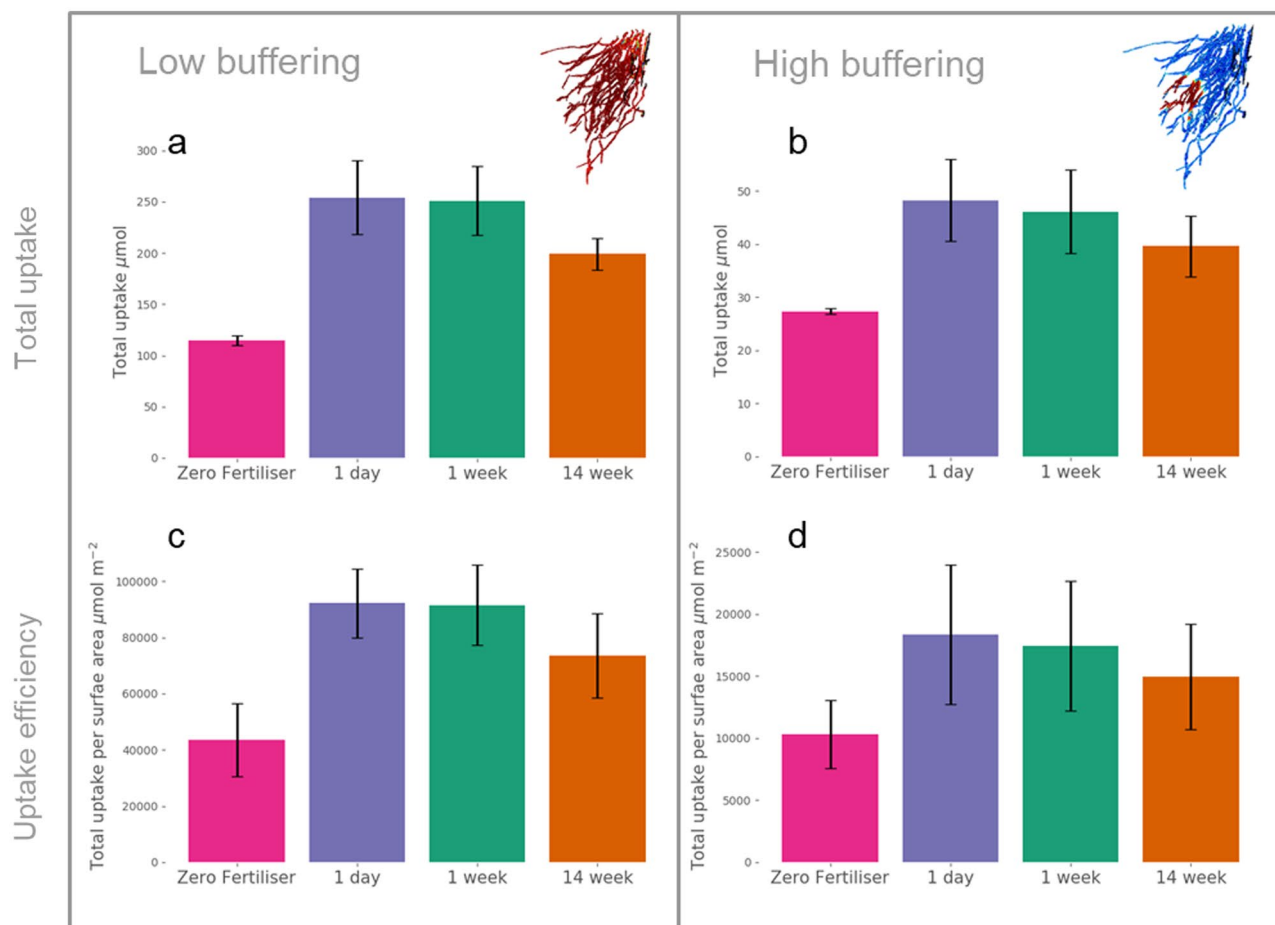 Low buffering
High buffering
Total uptake
Uptake efficiency
a
Total uptake μmol
300
250
200
150
100
50
0
Zero Fertiliser
1 day
1 week
14 week
b
Total uptake μmol
50
40
30
20
10
0
Zero Fertiliser
1 day
1 week
14 week
c
Total uptake per surfae area μmol m⁻²
100000
80000
60000
40000
20000
0
Zero Fertiliser
1 day
1 week
14 week
d
Total uptake per surfae area μmol m⁻²
25000
20000
15000
10000
5000
0
Zero Fertiliser
1 day
1 week
14 week